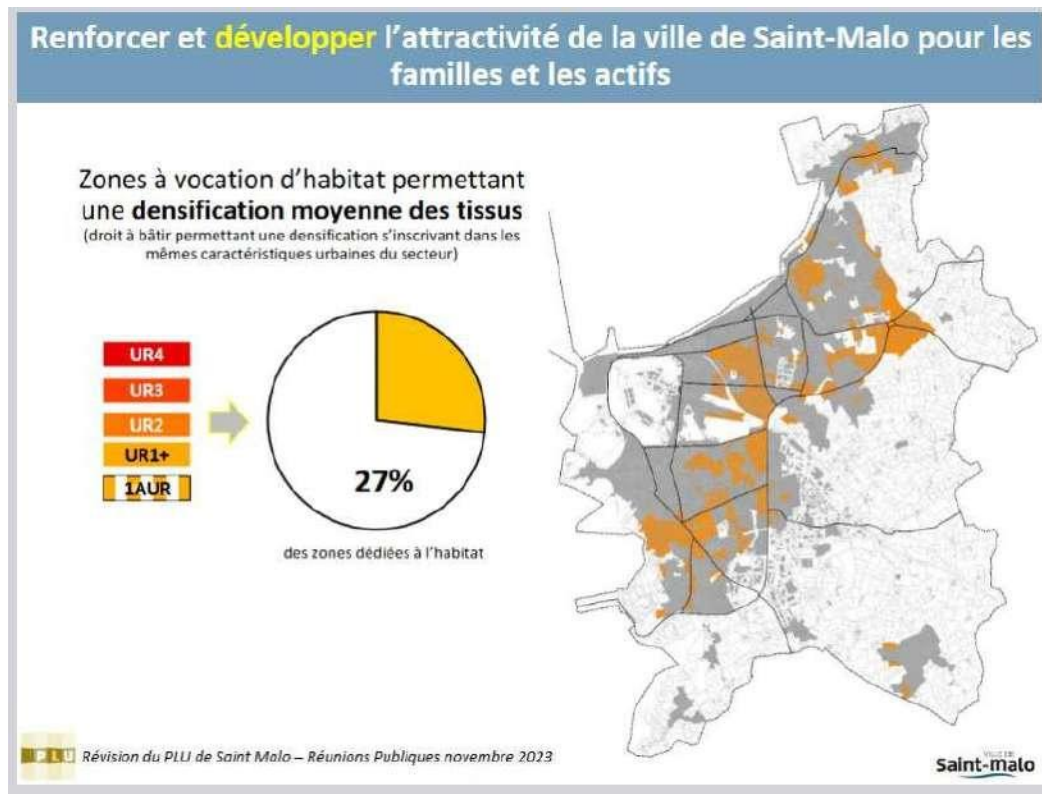 Renforcer et développer l'attractivité de la ville de Saint-Malo pour les
familles et les actifs
Zones à vocation d'habitat permettant
une densification moyenne des tissus
(droit à bâtir permettant une densification s'inscrivant dans les
mêmes caractéristiques urbaines du secteur)
UR4
UR3
UR2
UR1+
1AUR
27%
des zones dédiées à l'habitat
PLU
Révision du PLU de Saint Malo – Réunions Publiques novembre 2023
VILLE DE
Saint-malo